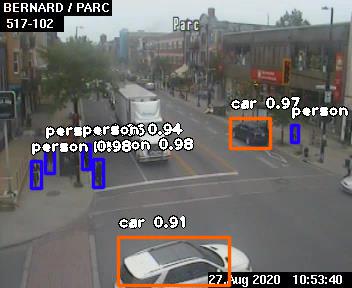 BERNARD / PARC
517-102
Parc
car 0.97
person
person 0.94
person 0.98
0.98
car 0.91
27 Aug 2020 10:53:40